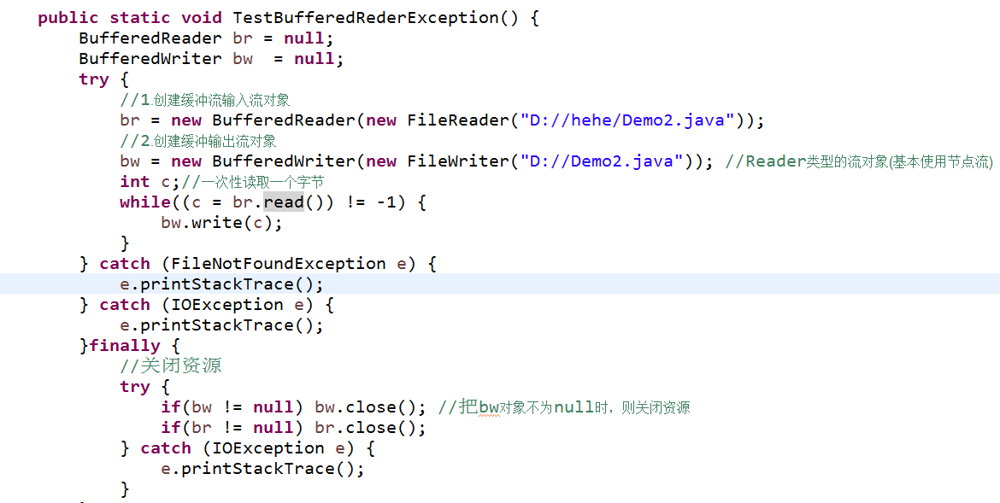 public static void TestBufferedRederException() {
BufferedReader br = null;
BufferedWriter bw  = null;
try {
//1.创建缓冲流输入流对象
br = new BufferedReader(new FileReader("D://hehe/Demo2.java"));
//2.创建缓冲输出流对象
bw = new BufferedWriter(new FileWriter("D://Demo2.java")); //Reader类型的流对象(基本使用节点流)
int c;//一次性读取一个字节
while((c = br.read()) != -1) {
bw.write(c);
}
} catch (FileNotFoundException e) {
e.printStackTrace();
} catch (IOException e) {
e.printStackTrace();
}finally {
//关闭资源
try {
if(bw != null) bw.close(); //把bw对象不为null时，则关闭资源
if(br != null) br.close();
} catch (IOException e) {
e.printStackTrace();
}